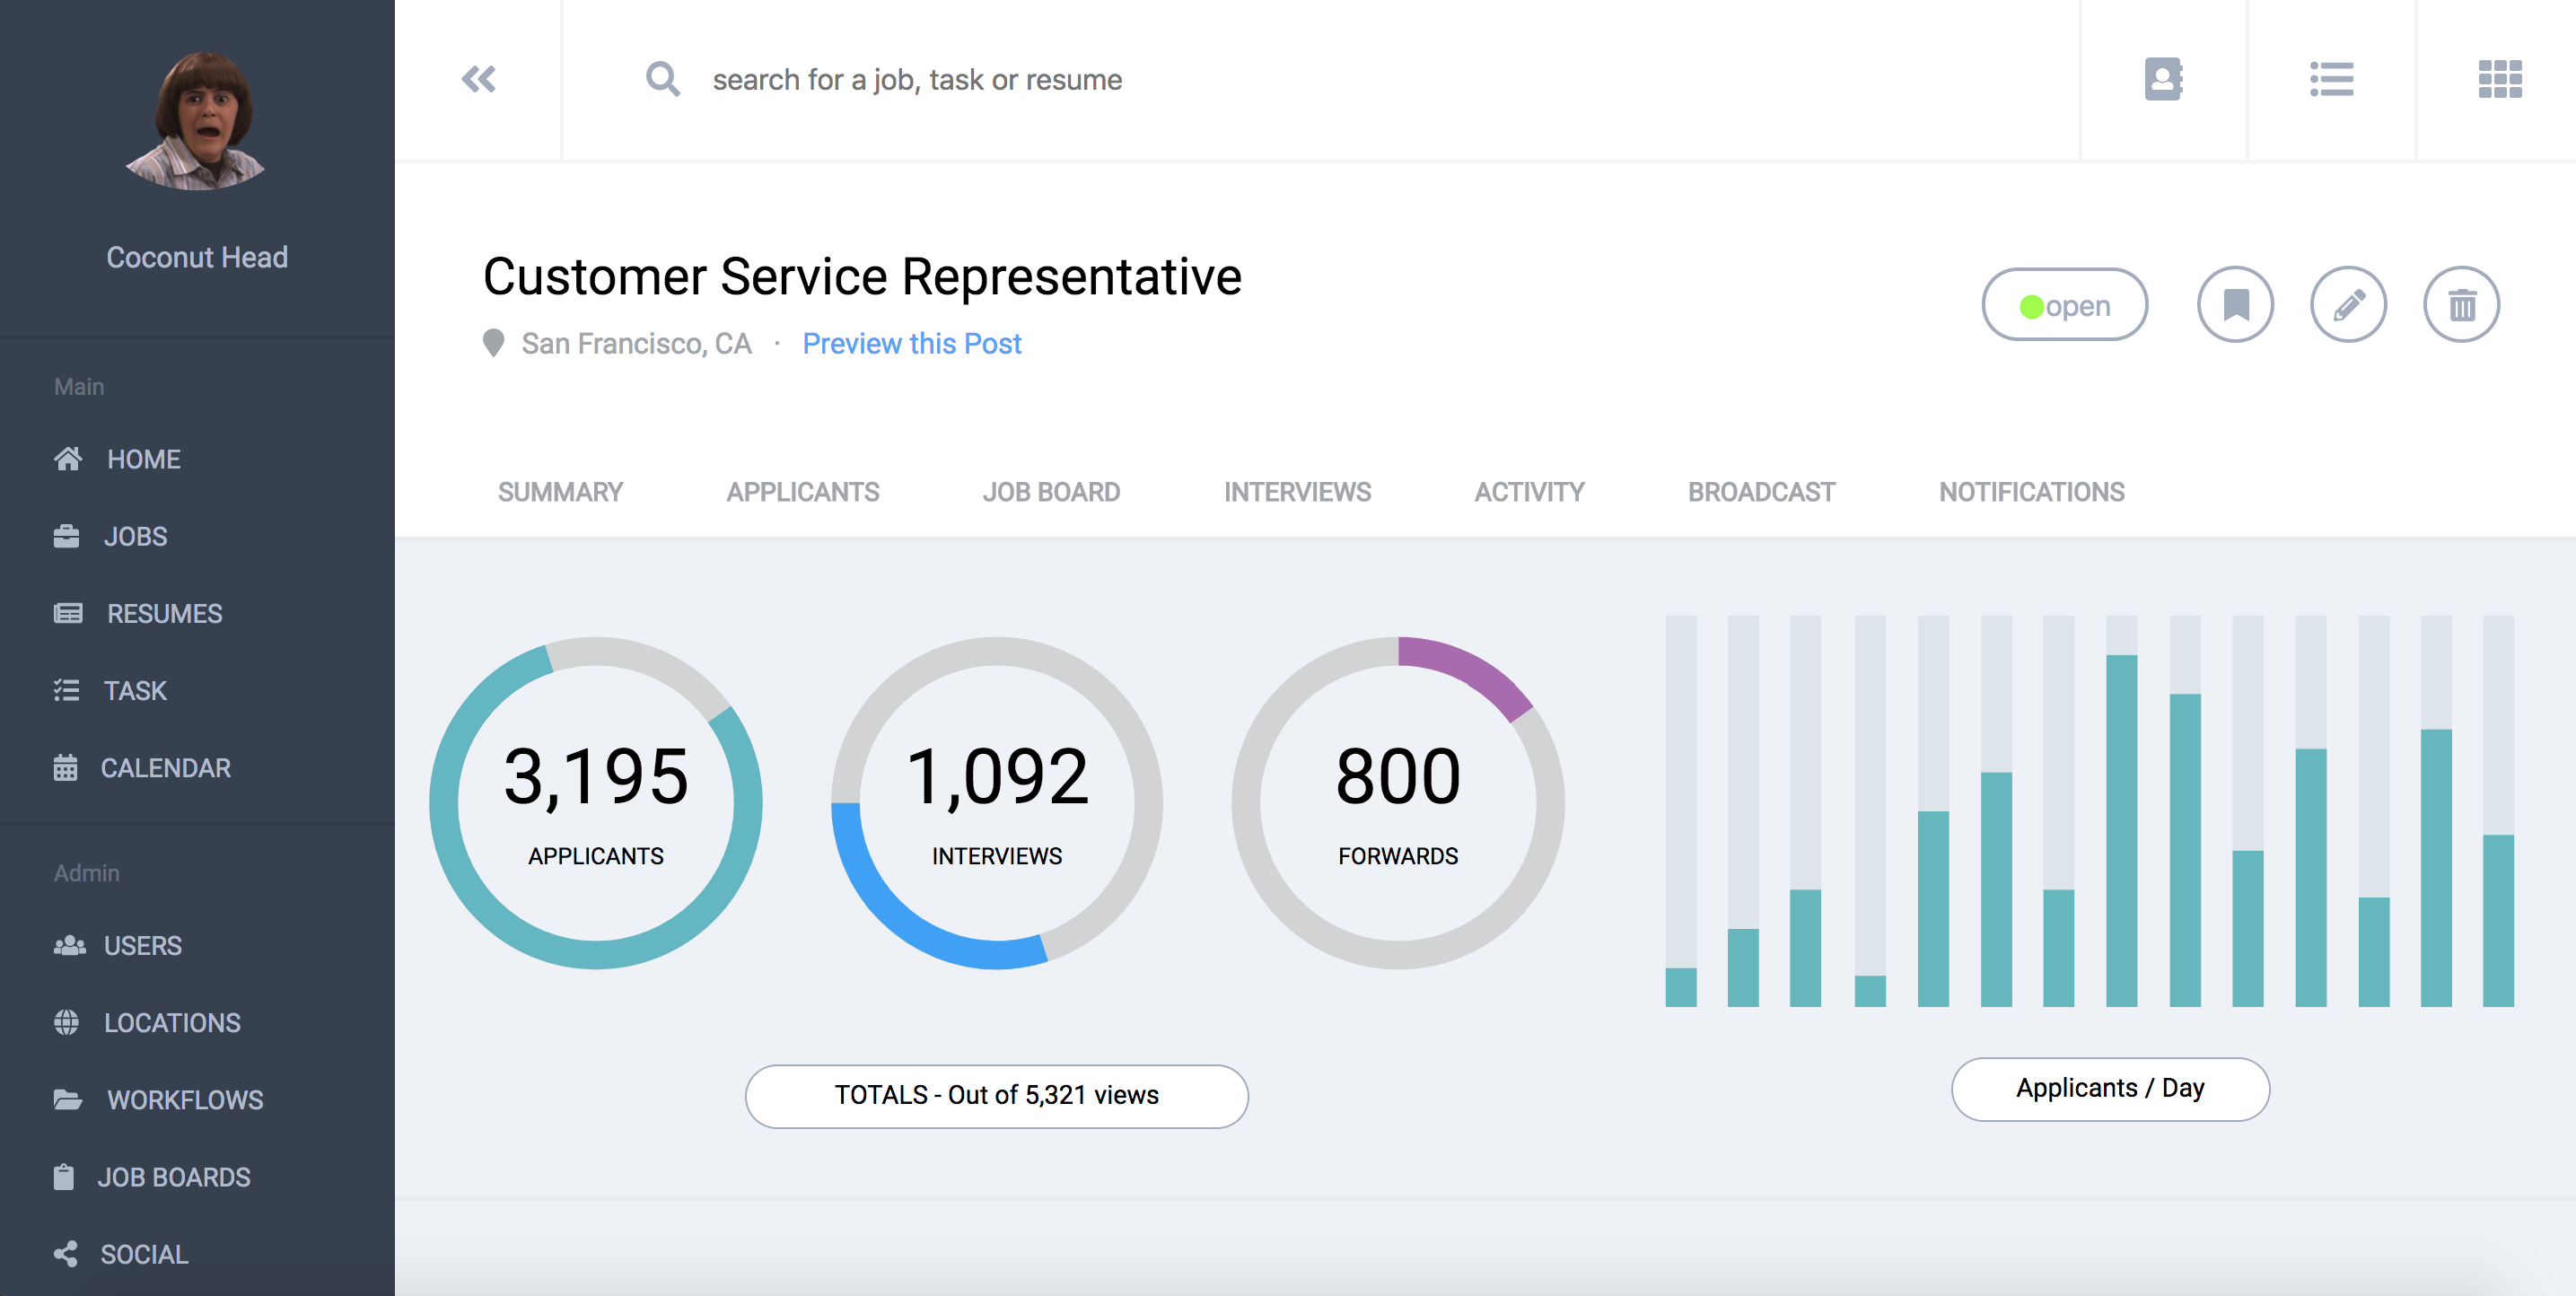 Coconut Head
Main
HOME
JOBS
RESUMES
TASK
CALENDAR
Admin
USERS
LOCATIONS
WORKFLOWS
JOB BOARDS
SOCIAL
search for a job, task or resume
Customer Service Representative
San Francisco, CA · Preview this Post
open
SUMMARY APPLICANTS JOB BOARD INTERVIEWS ACTIVITY BROADCAST NOTIFICATIONS
3,195
APPLICANTS
1,092
INTERVIEWS
800
FORWARDS
TOTALS - Out of 5,321 views
Applicants / Day